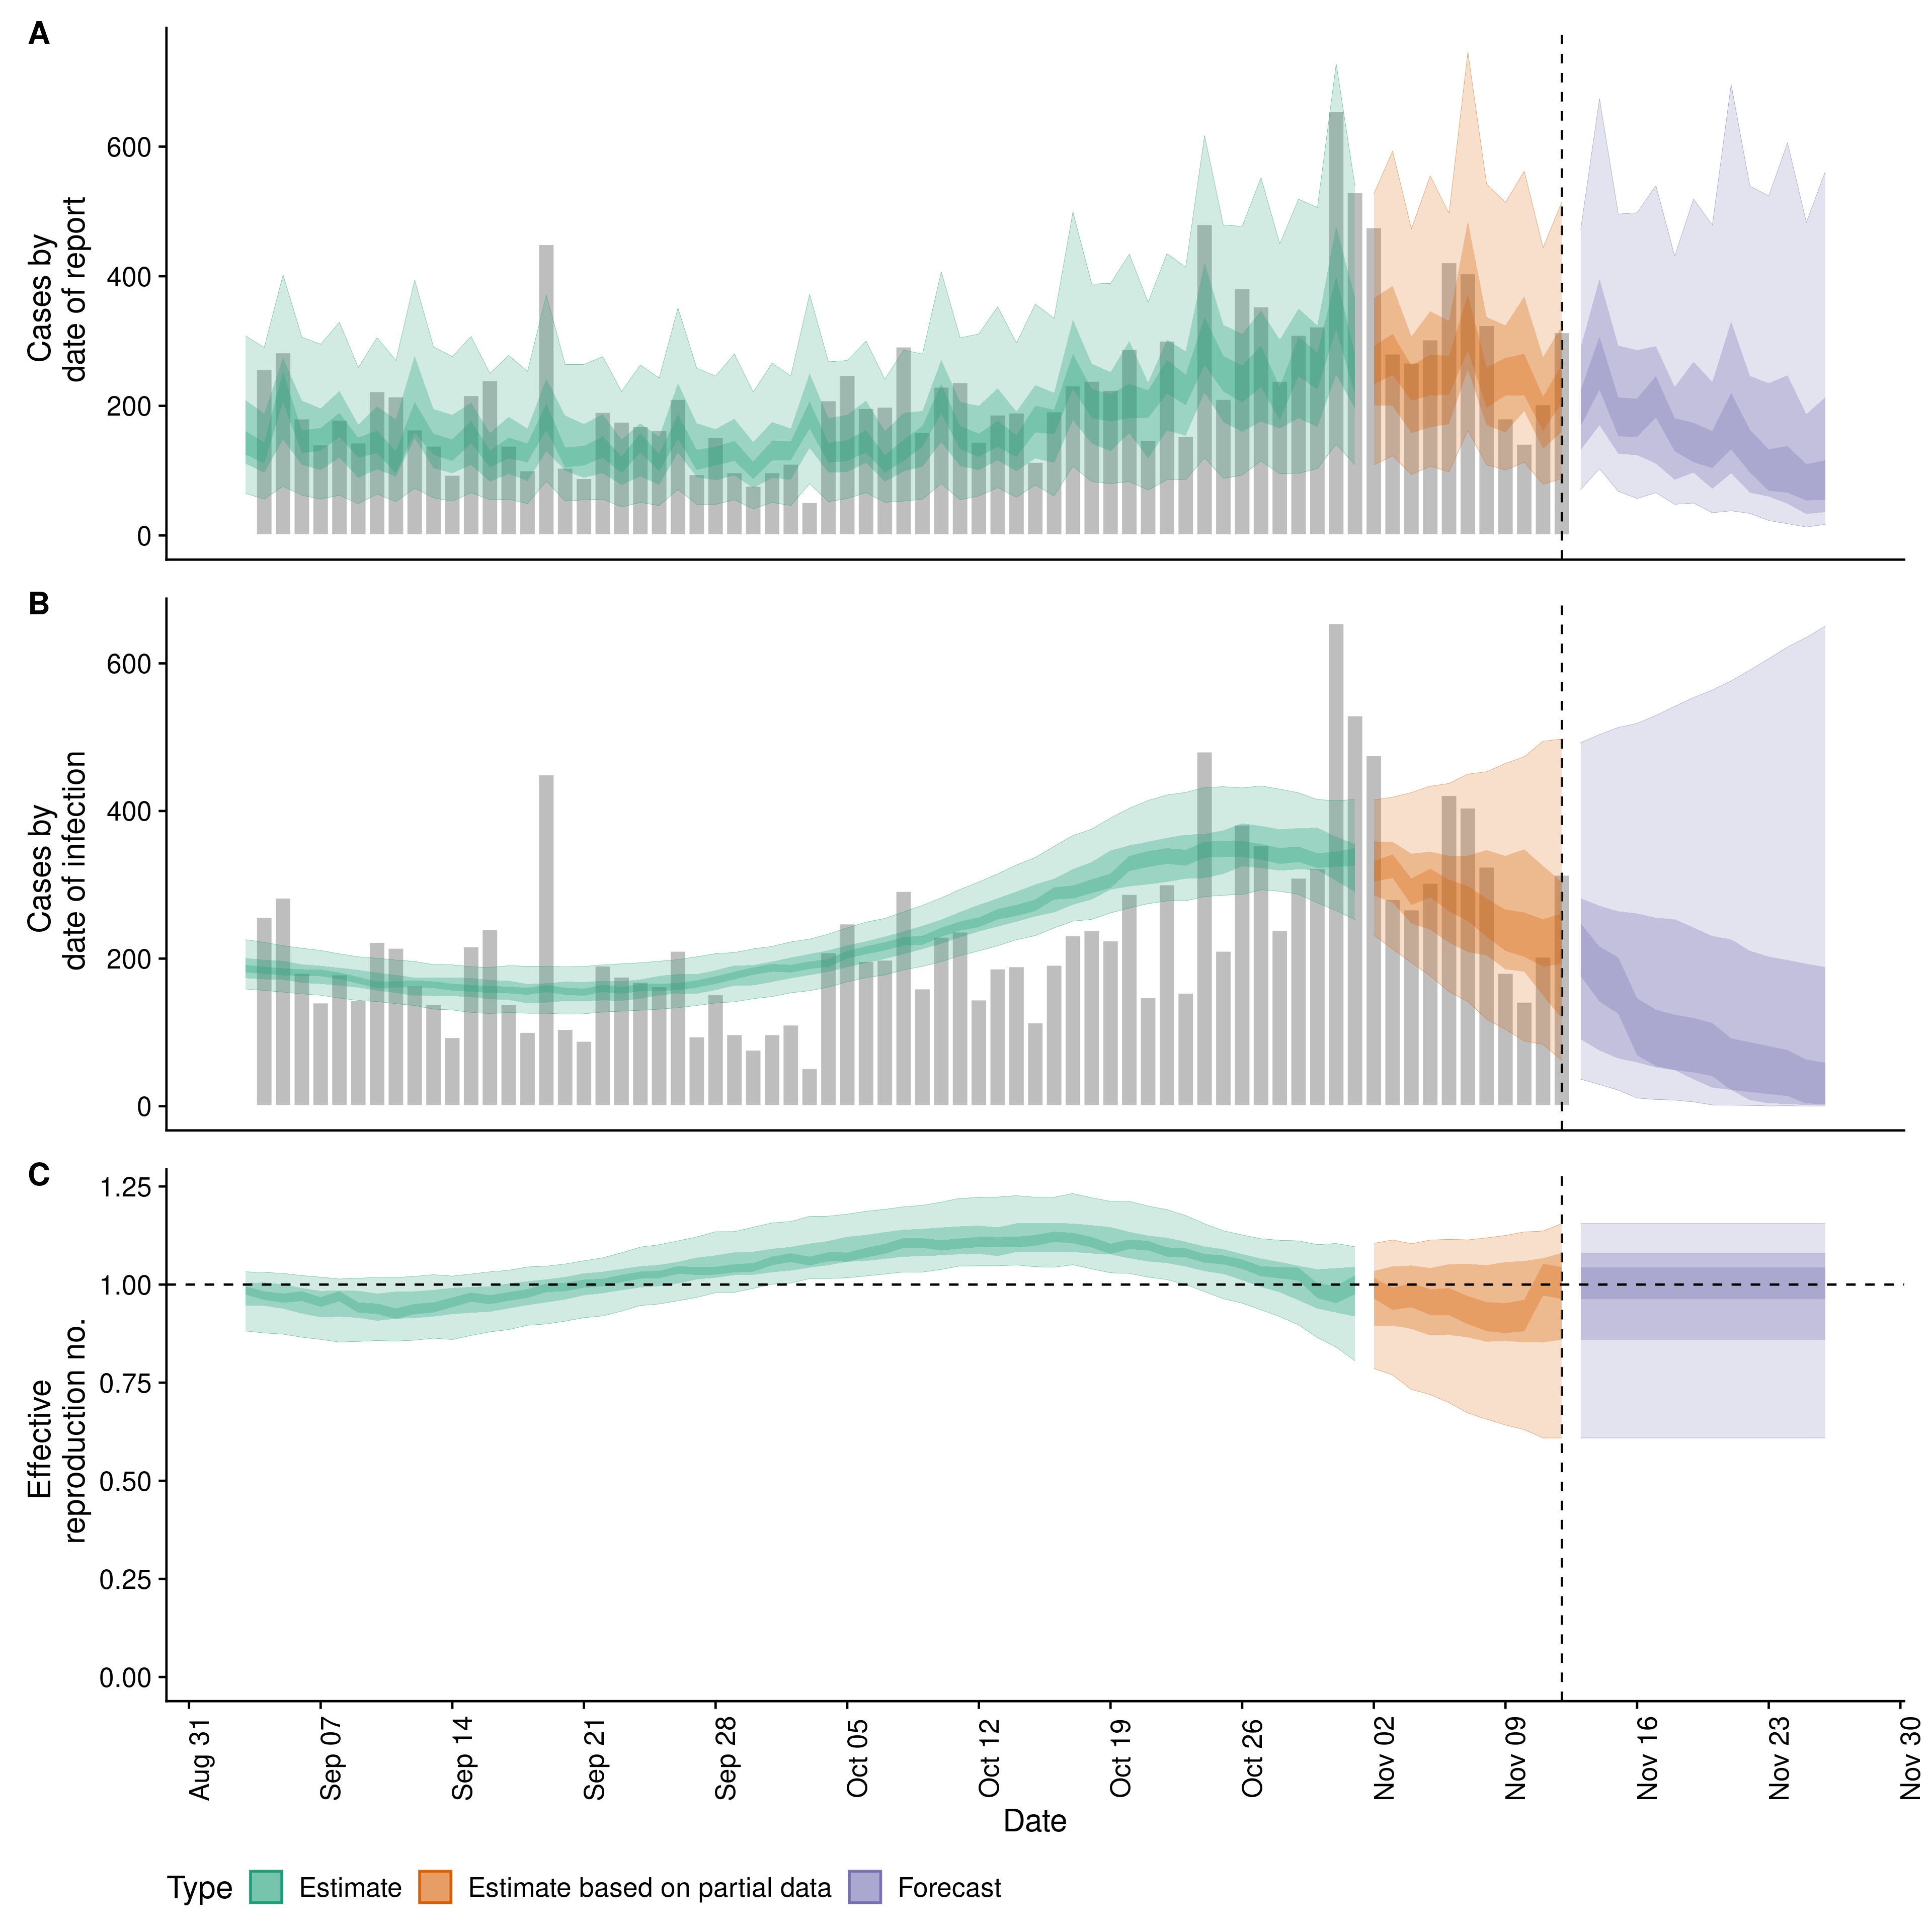 A
Cases by
date of report
600
400
200
0
B
Cases by
date of infection
600
400
200
0
C
Effective
reproduction no.
1.25
1.00
0.75
0.50
0.25
0.00
Aug 31
Sep 07
Sep 14
Sep 21
Sep 28
Oct 05
Oct 12
Oct 19
Oct 26
Nov 02
Nov 09
Nov 16
Nov 23
Nov 30
Date
Type Estimate Estimate based on partial data Forecast